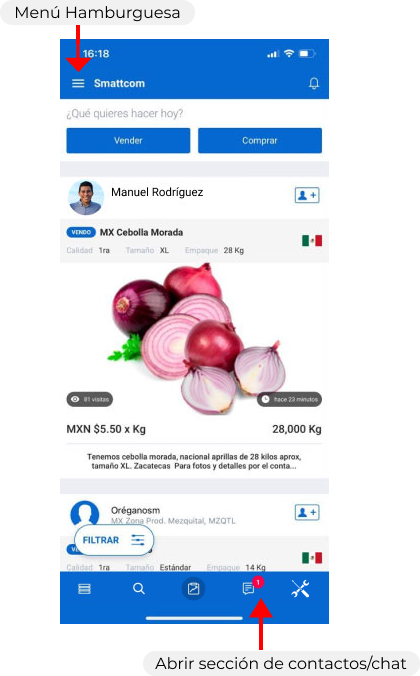 Menú Hamburguesa
16:18
Smattcom
¿Qué quieres hacer hoy?
Vender
Comprar
Manuel Rodríguez
VENDO MX Cebolla Morada
Calidad 1ra Tamaño XL Empaque 28 Kg
81 visitas
hace 23 minutos
MXN $5.50 x Kg
28,000 Kg
Tenemos cebolla morada, nacional aprillas de 28 kilos aprox,
tamaño XL. Zacatecas Para fotos y detalles por el conta...
Oréganosm
MX Zona Prod. Mezquital, MZQTL
FILTRAR
Calidad 1ra Tamaño Estándar Empaque 14 Kg
1
Abrir sección de contactos/chat